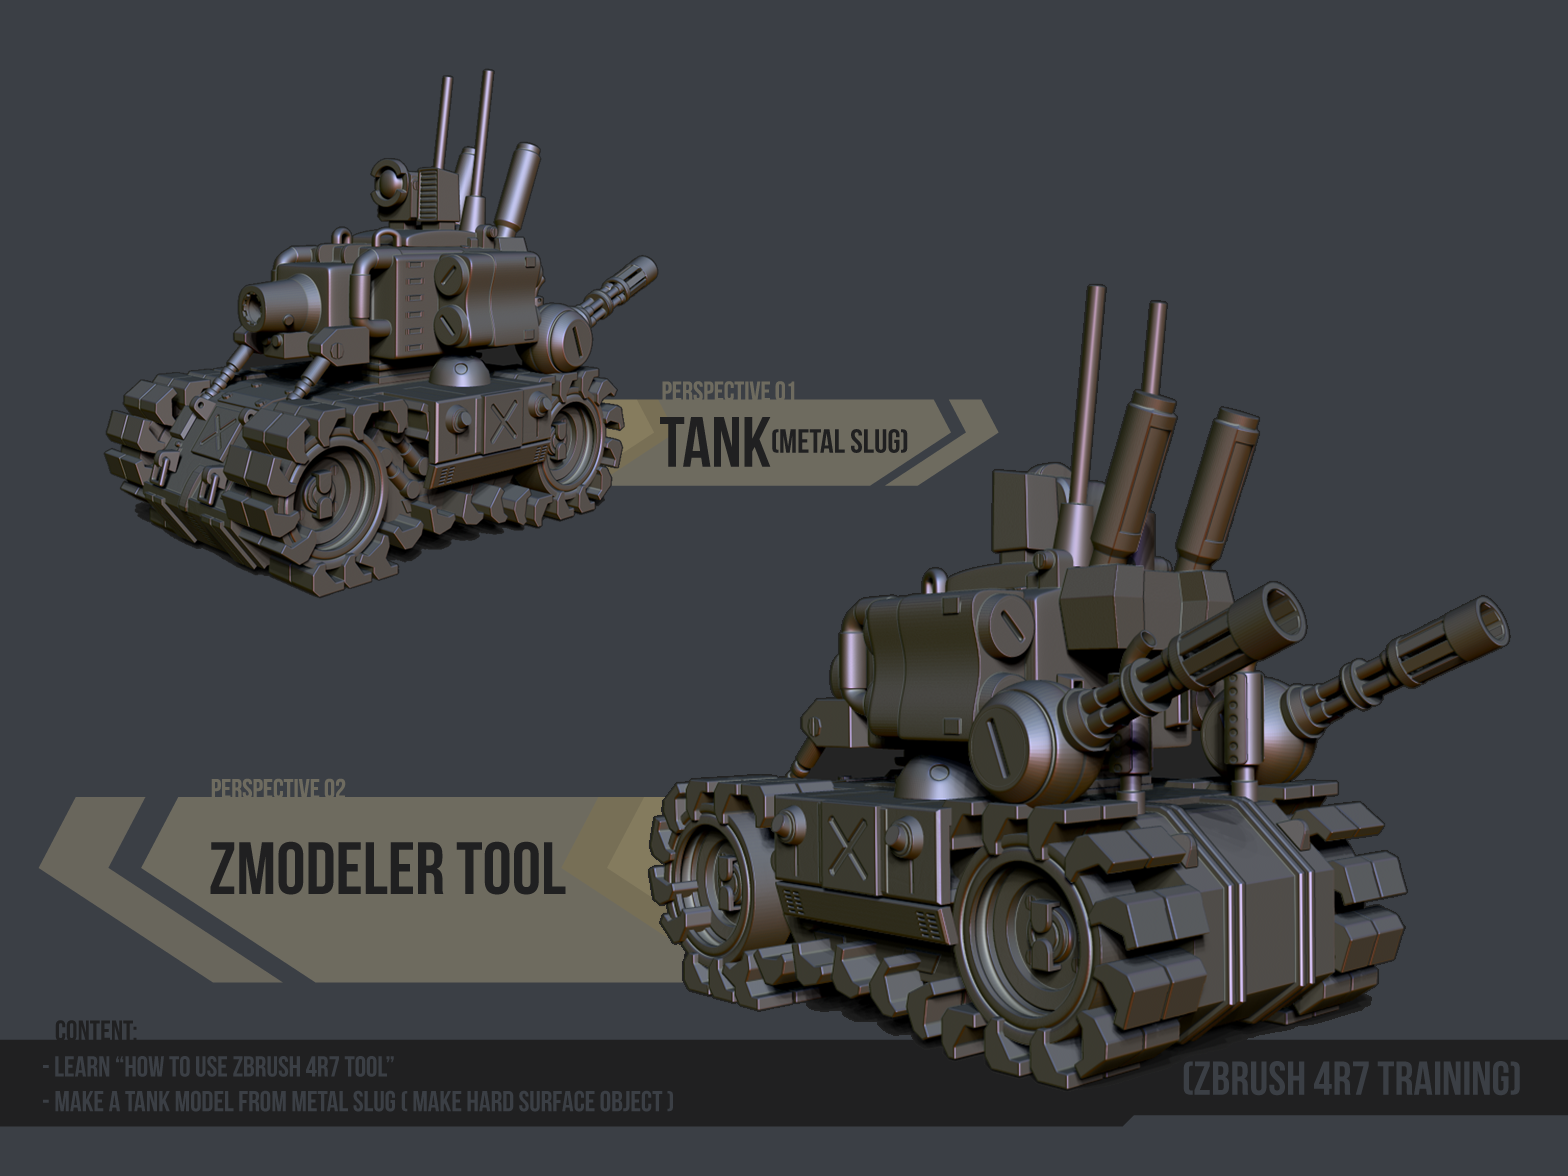 PERSPECTIVE 01
TANK(METAL SLUG)
PERSPECTIVE 02
ZMODELER TOOL
CONTENT:
- LEARN “HOW TO USE ZBRUSH 4R7 TOOL”
- MAKE A TANK MODEL FROM METAL SLUG ( MAKE HARD SURFACE OBJECT )
(ZBRUSH 4R7 TRAINING)